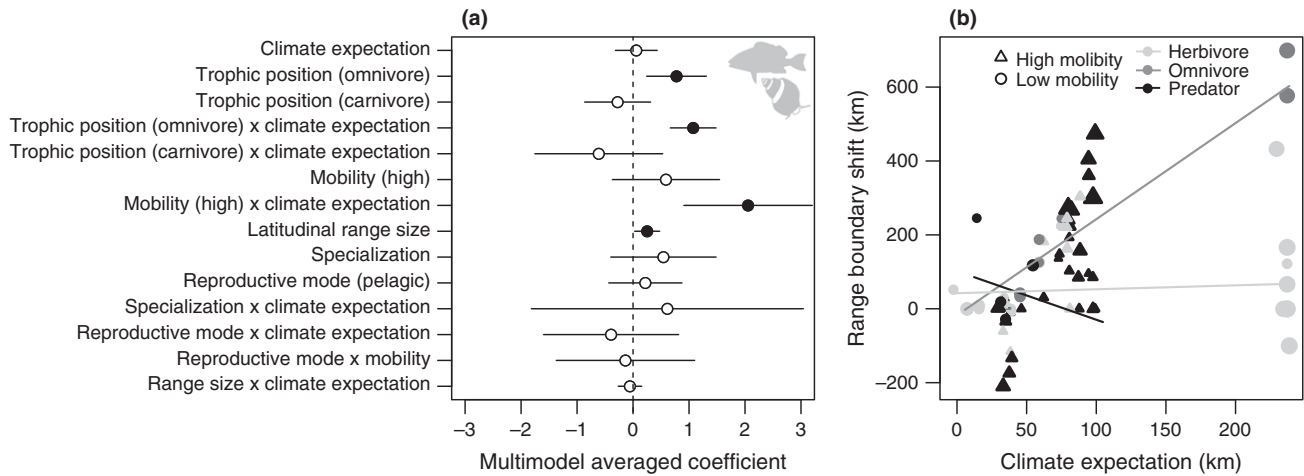 (a)
Climate expectation
Trophic position (omnivore)
Trophic position (carnivore)
Trophic position (omnivore) x climate expectation
Trophic position (carnivore) x climate expectation
Mobility (high)
Mobility (high) x climate expectation
Latitudinal range size
Specialization
Reproductive mode (pelagic)
Specialization x climate expectation
Reproductive mode x climate expectation
Reproductive mode x mobility
Range size x climate expectation
–3 –2 –1 0 1 2 3
Multimodel averaged coefficient
(b)
High molibity
Low mobility
Herbivore
Omnivore
Predator
Range boundary shift (km)
600
400
200
0
–200
0 50 100 150 200
Climate expectation (km)